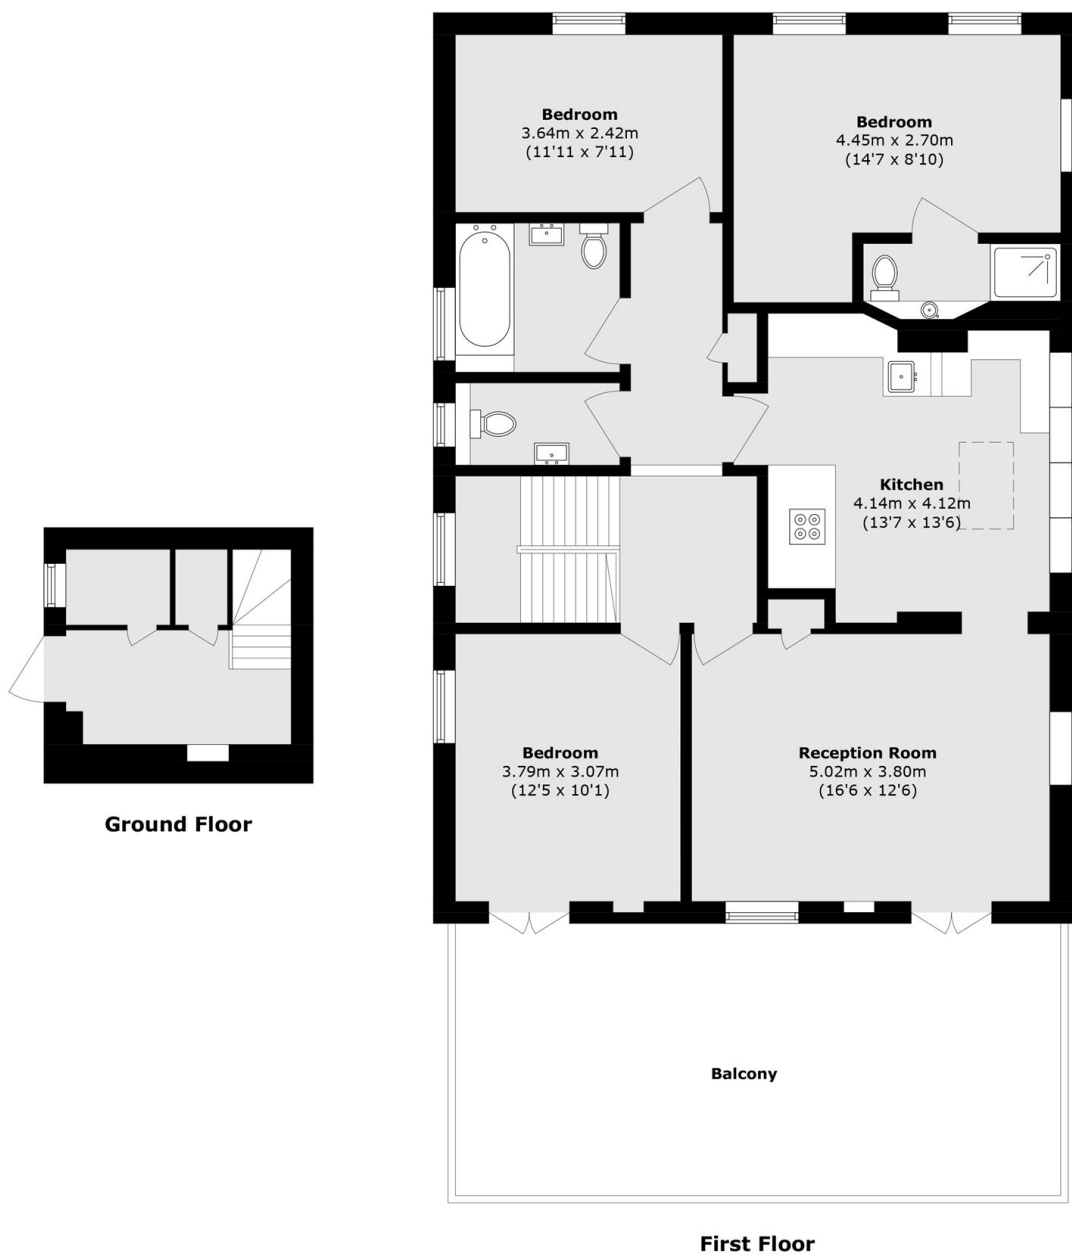 Bedroom
3.64m x 2.42m
(11'11 x 7'11)
Bedroom
4.45m x 2.70m
(14'7 x 8'10)
Kitchen
4.14m x 4.12m
(13'7 x 13'6)
Bedroom
3.79m x 3.07m
(12'5 x 10'1)
Reception Room
5.02m x 3.80m
(16'6 x 12'6)
Ground Floor
Balcony
First Floor